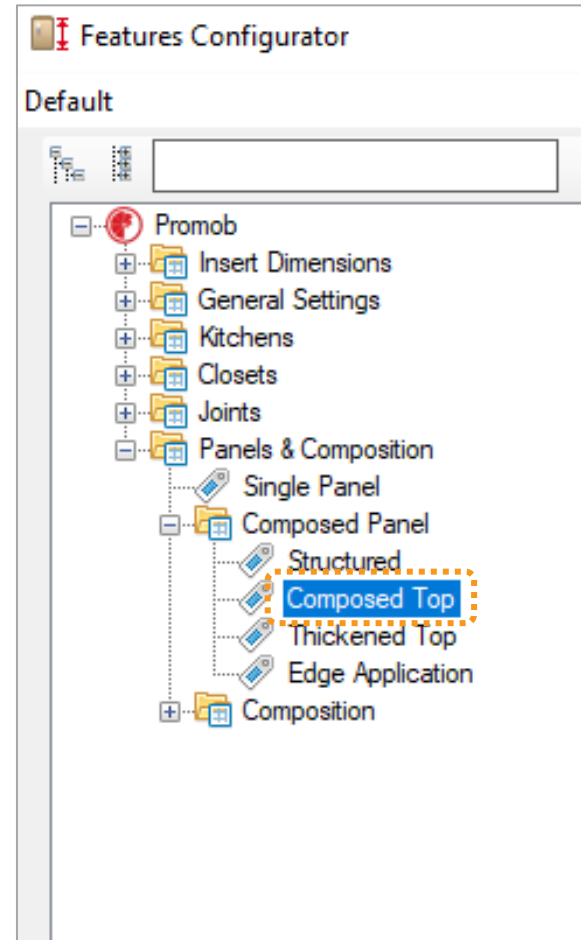 Features Configurator
Default
Promob
Insert Dimensions
General Settings
Kitchens
Closets
Joints
Panels & Composition
Single Panel
Composed Panel
Structured
Composed Top
Thickened Top
Edge Application
Composition